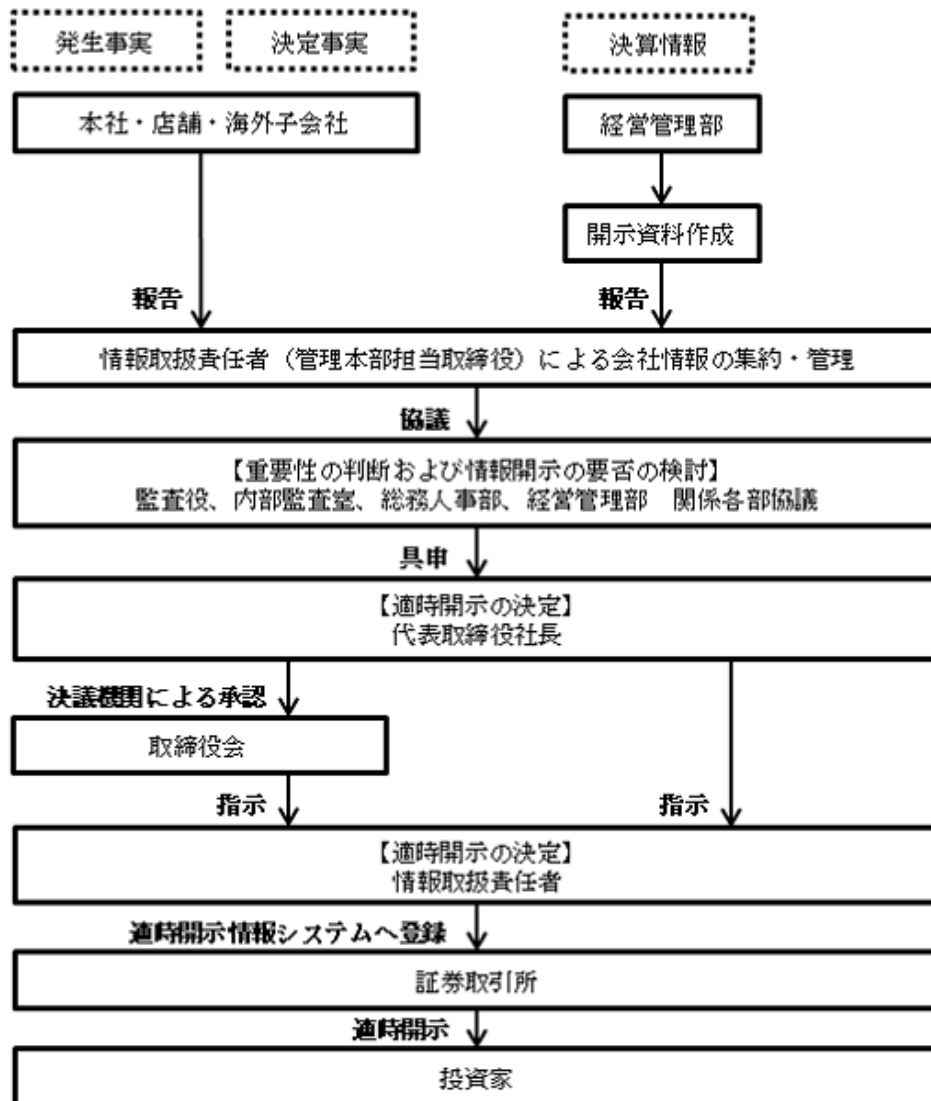 発生事実
決定事実
決算情報
本社・店舗・海外子会社
経営管理部
開示資料作成
報告
報告
情報取扱責任者（管理本部担当取締役）による会社情報の集約・管理
協議
【重要性の判断および情報開示の要否の検討】
監査役、内部監査室、総務人事部、経営管理部　関係各部協議
具申
【適時開示の決定】
代表取締役社長
決議機関による承認
取締役会
指示
指示
【適時開示の決定】
情報取扱責任者
適時開示情報システムへ登録
証券取引所
適時開示
投資家